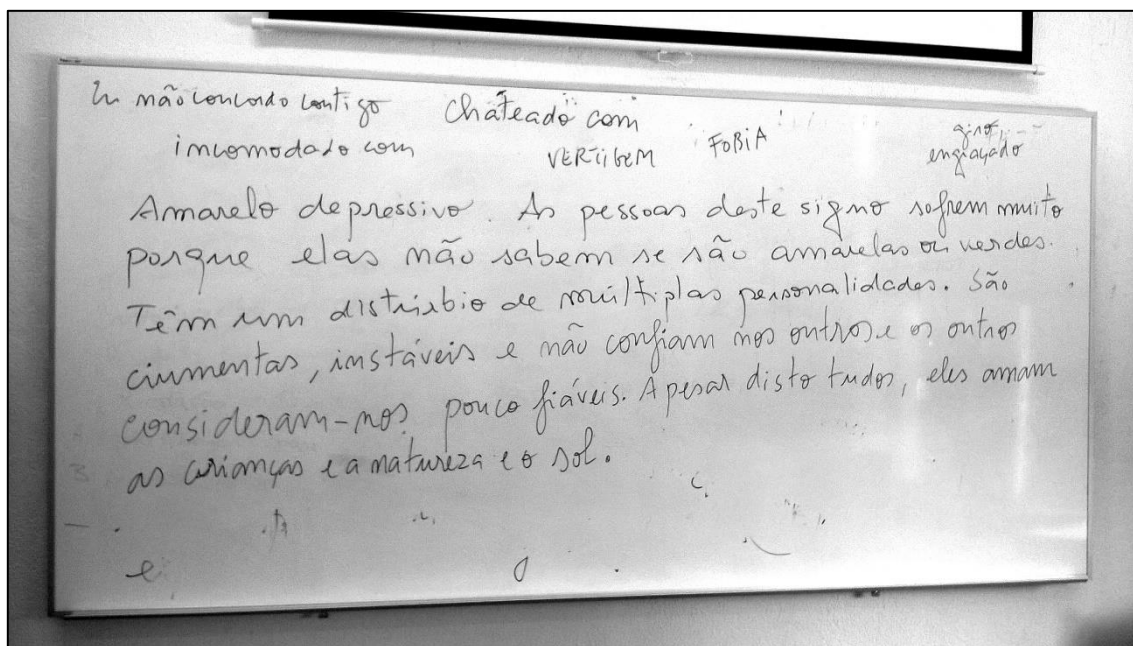 não concordo contigo Chateado com
incomodado com VERTIGEM FOBIA giro,
engraçado
Amarelo depressivo. As pessoas deste signo sofrem muito
porque elas não sabem se são amarelas ou verdes.
Têm um distúrbio de múltiplas personalidades. São
ciumentas, instáveis e não confiam nos outros e os outros
consideram-nos pouco fiáveis. Apesar disto tudos, eles amam
as crianças e a natureza e o sol.
e